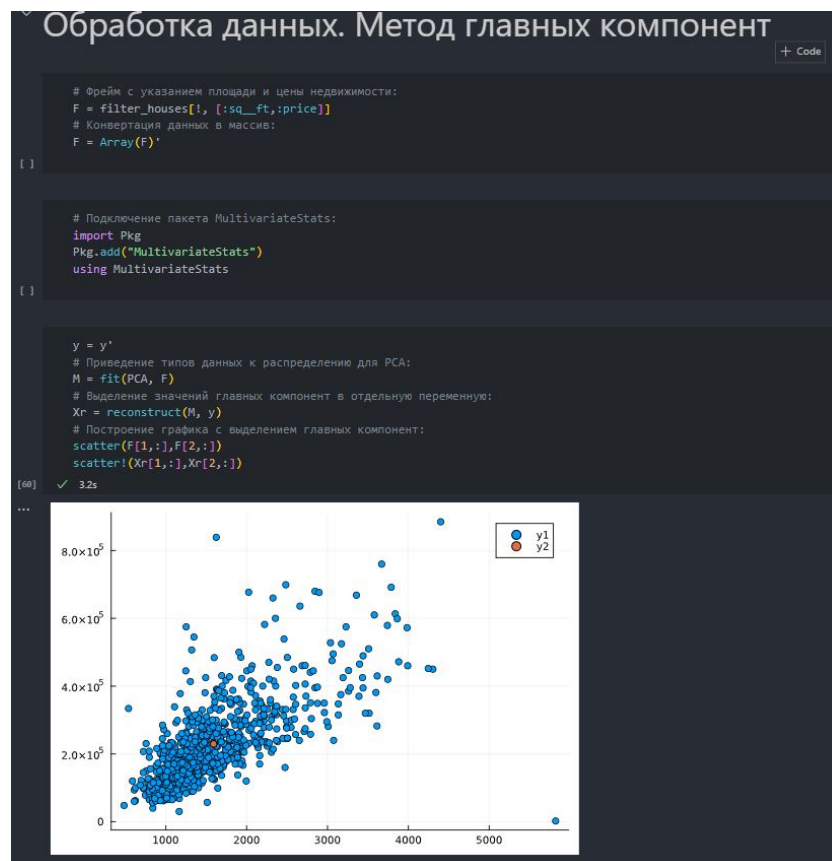 Обработка данных. Метод главных компонент
+ Code
# Фрейм с указанием площади и цены недвижимости:
F = filter_houses[!, [:sq__ft,:price]]
# Конвертация данных в массив:
F = Array(F)'
[ ]
# Подключение пакета MultivariateStats:
import Pkg
Pkg.add("MultivariateStats")
using MultivariateStats
[ ]
y = y'
# Приведение типов данных к распределению для PCA:
M = fit(PCA, F)
# Выделение значений главных компонент в отдельную переменную:
Xr = reconstruct(M, y)
# Построение графика с выделением главных компонент:
scatter(F[1,:],F[2,:])
scatter!(Xr[1,:],Xr[2,:])
[60] ✓ 3.2s
...
y1
y2
8.0×10⁵
6.0×10⁵
4.0×10⁵
2.0×10⁵
0
1000 2000 3000 4000 5000